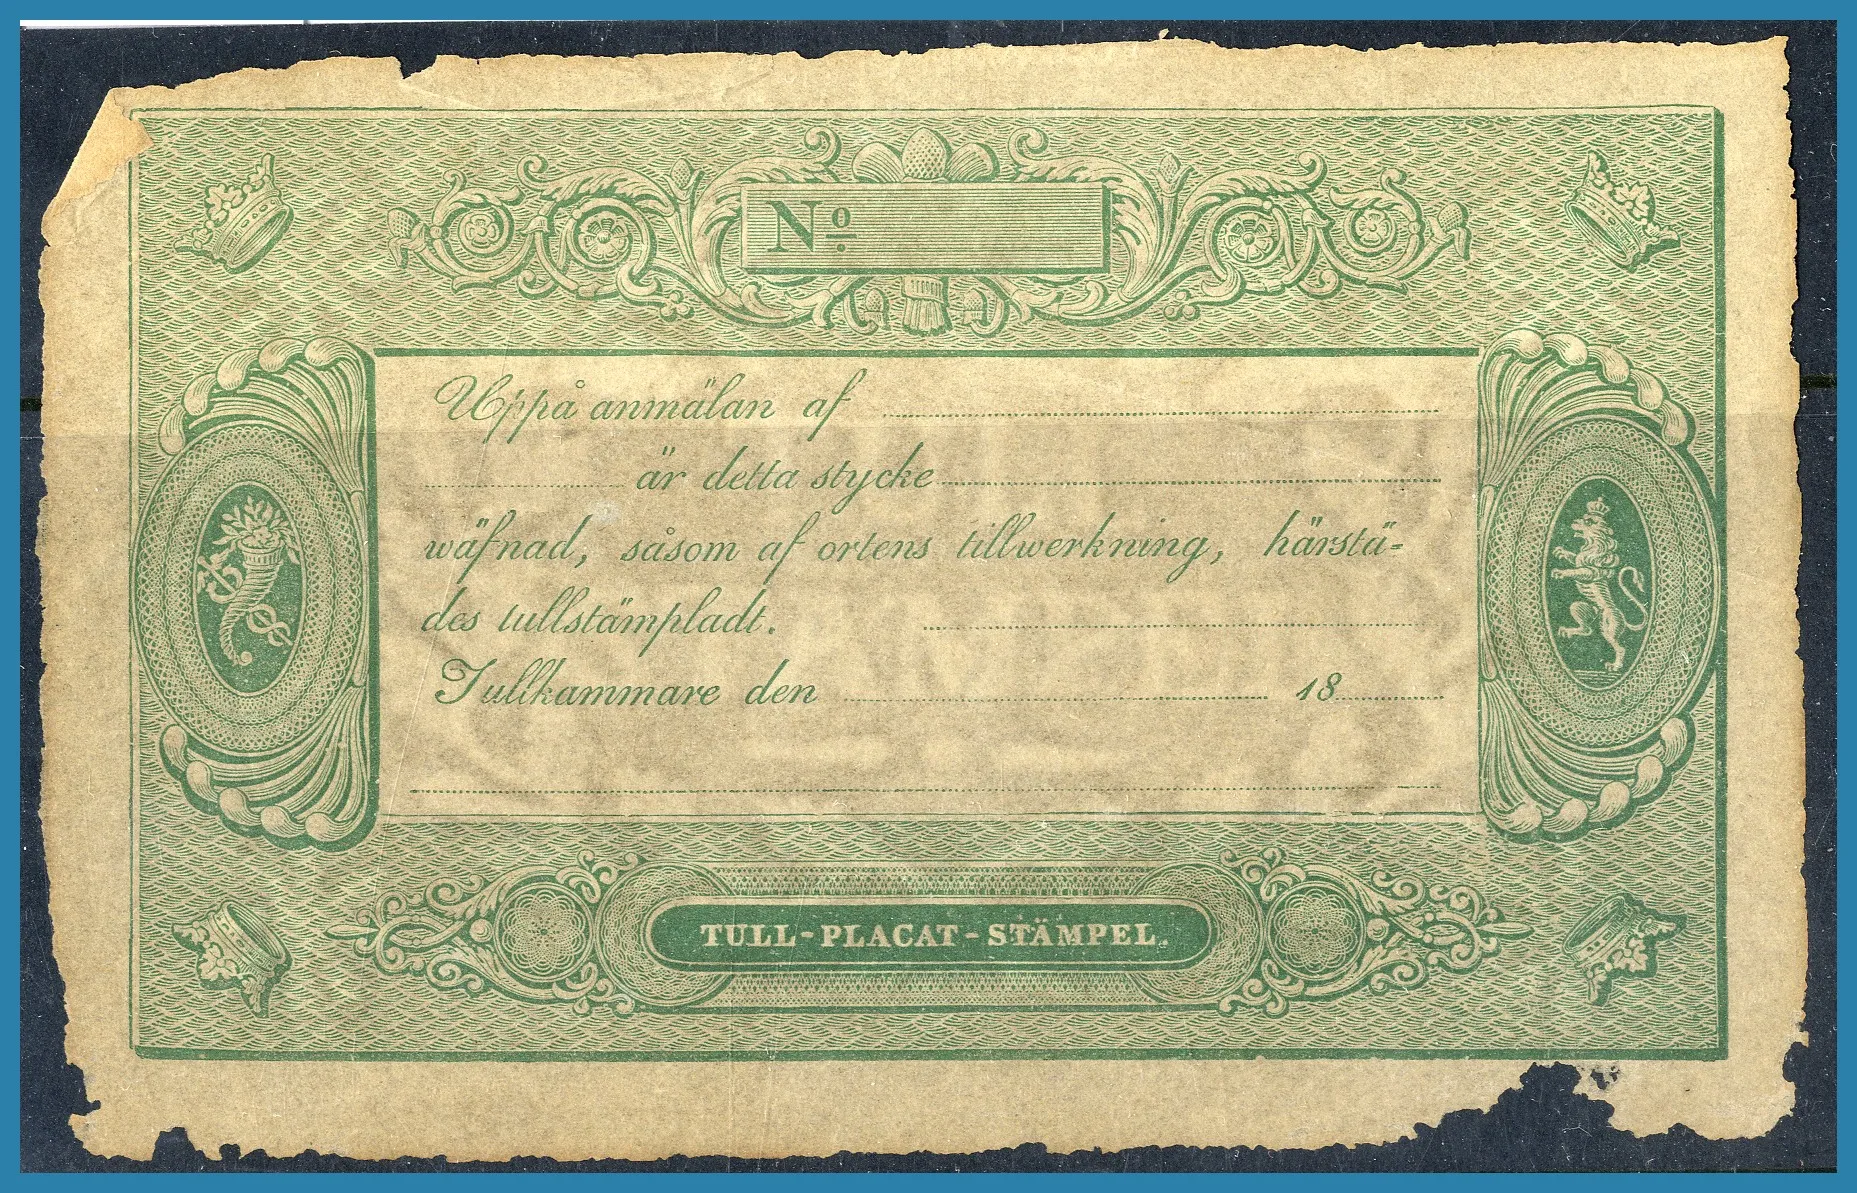 No
Uppå anmälan af
är detta stycke
wäfnad, såsom af ortens tillwerkning, härstä-
des tullstämpladt.
Tullkammare den 18
TULL-PLACAT-STÄMPEL.